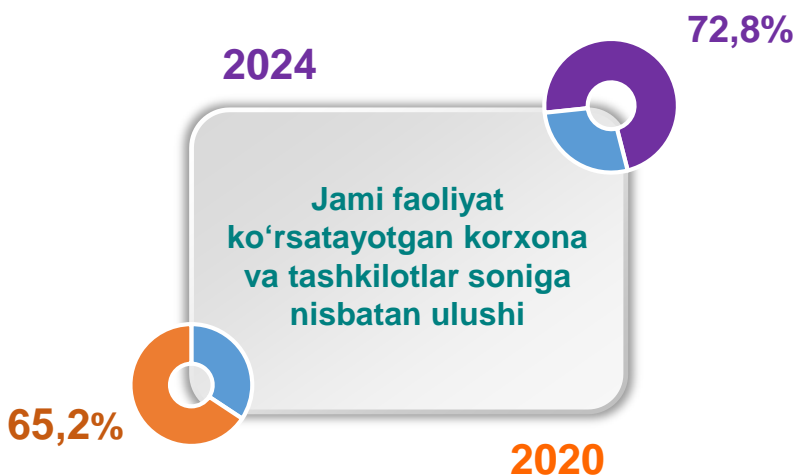 72,8%
2024
Jami faoliyat
ko‘rsatayotgan korxona
va tashkilotlar soniga
nisbatan ulushi
65,2%
2020